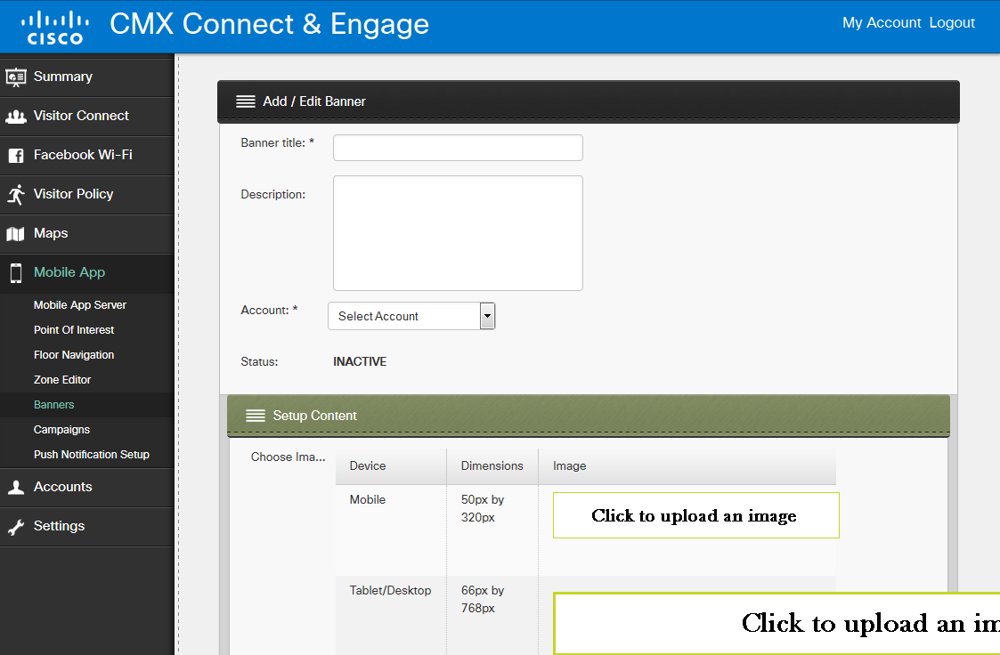 CISCO
CMX Connect & Engage
My Account Logout
Summary
Visitor Connect
Facebook Wi-Fi
Visitor Policy
Maps
Mobile App
Mobile App Server
Point Of Interest
Floor Navigation
Zone Editor
Banners
Campaigns
Push Notification Setup
Accounts
Settings
Add / Edit Banner
Banner title: *
Description:
Account: * Select Account
Status: INACTIVE
Setup Content
Choose Ima...
Device Dimensions Image
Mobile 50px by
320px
Click to upload an image
Tablet/Desktop 66px by
768px
Click to upload an im